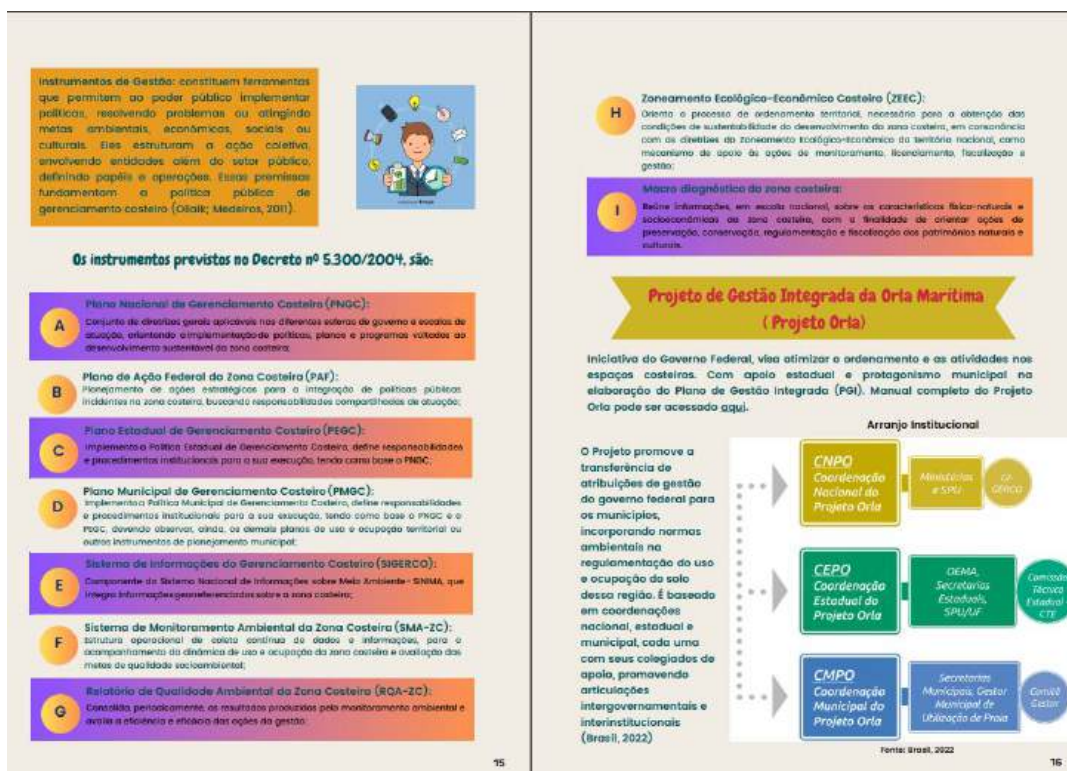 Instrumentos de Gestão: constituem ferramentas
que permitem ao poder público implementar
políticas, resolvendo problemas ou atingindo
metas ambientais, econômicas, sociais ou
culturais. Eles estruturam a ação coletiva,
envolvendo entidades além do setor público,
definindo papéis e operações. Essas premissas
fundamentam a política pública de
gerenciamento costeiro (Ollaik; Medeiros, 2011).
Os instrumentos previstos no Decreto nº 5.300/2004, são:
A
Plano Nacional de Gerenciamento Costeiro (PNGC):
Conjunto de diretrizes gerais aplicáveis nas diferentes esferas de governo e escalas de
atuação, orientando a implementação de políticas, planos e programas voltados ao
desenvolvimento sustentável da zona costeira;
B
Plano de Ação Federal da Zona Costeira (PAF):
Planejamento de ações estratégicas para a integração de políticas públicas
incidentes na zona costeira, buscando responsabilidades compartilhadas de atuação;
C
Plano Estadual de Gerenciamento Costeiro (PEGC):
Implementa a Política Estadual de Gerenciamento Costeiro, define responsabilidades
e procedimentos institucionais para a sua execução, tendo como base o PNGC;
D
Plano Municipal de Gerenciamento Costeiro (PMGC):
Implementa a Política Municipal de Gerenciamento Costeiro, define responsabilidades
e procedimentos institucionais para a sua execução, tendo como base o PNGC e o
PEGC, devendo observar, ainda, os demais planos de uso e ocupação territorial ou
outros instrumentos de planejamento municipal;
E
Sistema de Informações do Gerenciamento Costeiro (SIGERCO):
Componente do Sistema Nacional de Informações sobre Meio Ambiente- SINIMA, que
integra informações georreferenciadas sobre a zona costeira;
F
Sistema de Monitoramento Ambiental da Zona Costeira (SMA-ZC):
Estrutura operacional de coleta contínua de dados e informações, para o
acompanhamento da dinâmica de uso e ocupação da zona costeira e avaliação das
metas de qualidade socioambiental;
G
Relatório de Qualidade Ambiental da Zona Costeira (RQA-ZC):
Consolida, periodicamente, os resultados produzidos pelo monitoramento ambiental e
avalia a eficiência e eficácia das ações da gestão;
15
H
Zoneamento Ecológico-Econômico Costeiro (ZEEC):
Orienta o processo de ordenamento territorial, necessário para a obtenção das
condições de sustentabilidade do desenvolvimento da zona costeira, em consonância
com as diretrizes do Zoneamento Ecológico-Econômico do território nacional, como
mecanismo de apoio às ações de monitoramento, licenciamento, fiscalização e
gestão;
I
Macro diagnóstico da zona costeira:
Reúne informações, em escala nacional, sobre as características físico-naturais e
socioeconômicas da zona costeira, com a finalidade de orientar ações de
preservação, conservação, regulamentação e fiscalização dos patrimônios naturais e
culturais.
Projeto de Gestão Integrada da Orla Marítima
( Projeto Orla)
Iniciativa do Governo Federal, visa otimizar o ordenamento e as atividades nos
espaços costeiros. Com apoio estadual e protagonismo municipal na
elaboração do Plano de Gestão Integrada (PGI). Manual completo do Projeto
Orla pode ser acessado aqui.
O Projeto promove a
transferência de
atribuições de gestão
do governo federal para
os municípios,
incorporando normas
ambientais na
regulamentação do uso
e ocupação do solo
dessa região. É baseado
em coordenações
nacional, estadual e
municipal, cada uma
com seus colegiados de
apoio, promovendo
articulações
intergovernamentais e
interinstitucionais
(Brasil, 2022)
Arranjo Institucional
CNPO
Coordenação
Nacional do
Projeto Orla
Ministérios
e SPU
GI-
GERCO
CEPO
Coordenação
Estadual do
Projeto Orla
OEMA,
Secretarias
Estaduais,
SPU/UF
Comissão
Técnica
Estadual -
CTE
CMPO
Coordenação
Municipal do
Projeto Orla
Secretarias
Municipais, Gestor
Municipal de
Utilização de Praia
Comitê
Gestor
Fonte: Brasil, 2022
16